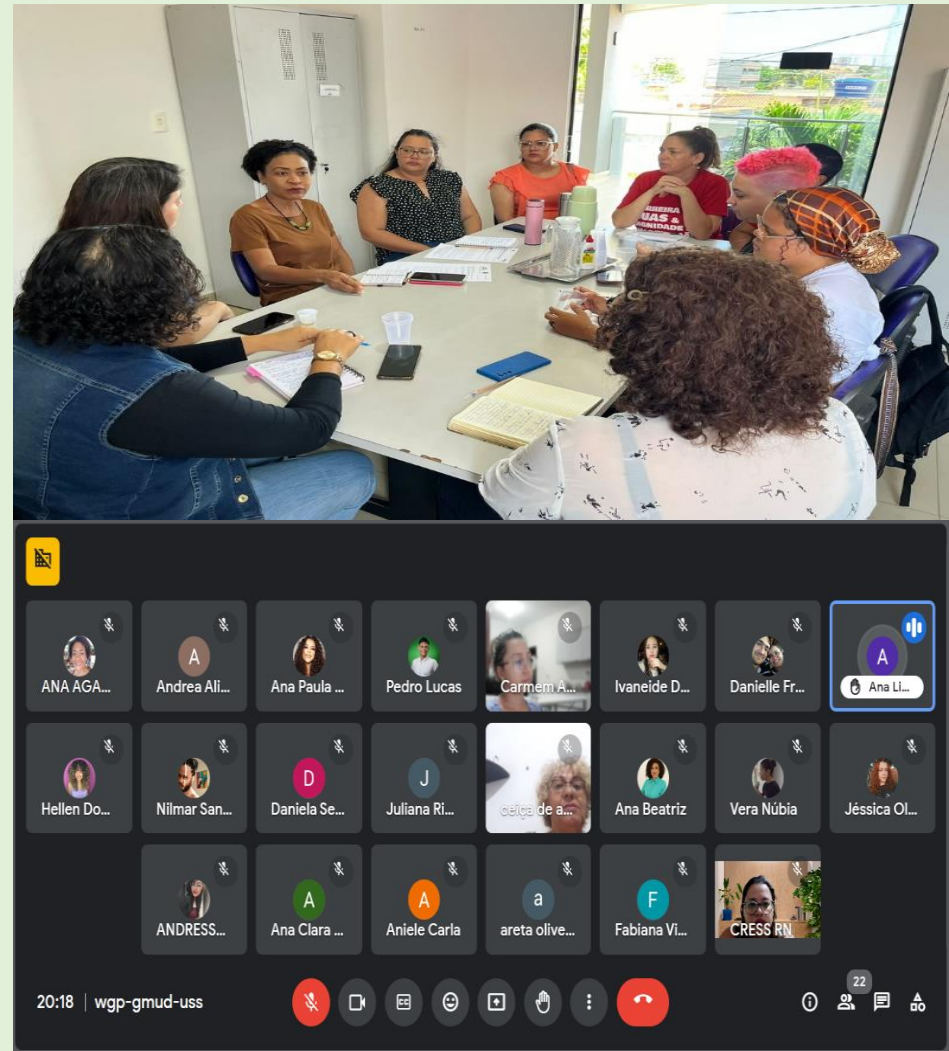 UAS &
ANA AGA...
Andrea Ali...
Ana Paula ...
Pedro Lucas
Carmem A...
Ivaneide D...
Danielle Fr...
A
Ana Li...
A
Hellen Do...
Nilmar San...
D
Daniela Se...
J
Juliana Ri...
ceiça de a...
Ana Beatriz
Vera Núbia
Jéssica Ol...
ANDRESS...
A
Ana Clara ...
A
Aniele Carla
a
areta olive...
F
Fabiana Vi...
CRESS RN
20:18 | wgp-gmud-uss
CC
22